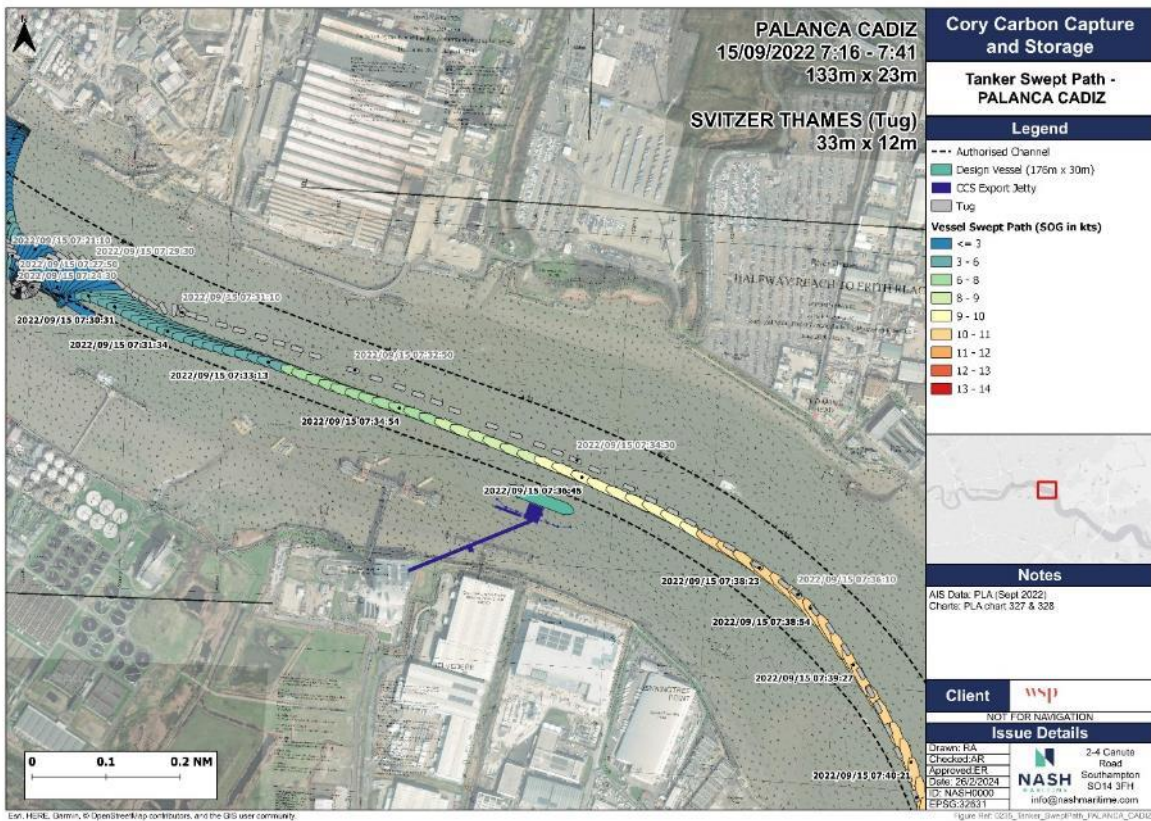 PALANCA CADIZ
15/09/2022 7:16 - 7:41
133m x 23m
SVITZER THAMES (Tug)
33m x 12m
2022/09/15 07:21:10
2022/09/15 07:29:30
2022/09/15 07:27:50
2022/09/15 07:24:30
2022/09/15 07:31:10
2022/09/15 07:30:31
2022/09/15 07:31:34
2022/09/15 07:32:50
2022/09/15 07:33:13
2022/09/15 07:34:54
2022/09/15 07:34:30
2022/09/15 07:36:48
2022/09/15 07:38:23
2022/09/15 07:36:10
2022/09/15 07:38:54
2022/09/15 07:39:27
2022/09/15 07:40:21
HALFWAY REACH TO ERITH REAC
0 0.1 0.2 NM
Cory Carbon Capture
and Storage
Tanker Swept Path -
PALANCA CADIZ
Legend
Authorised Channel
Design Vessel (176m x 30m)
CCS Export Jetty
Tug
Vessel Swept Path (SOG in kts)
<= 3
3 - 6
6 - 8
8 - 9
9 - 10
10 - 11
11 - 12
12 - 13
13 - 14
Notes
AIS Data: PLA (Sept 2022)
Charts: PLA chart 327 & 328
Client
wsp
NOT FOR NAVIGATION
Issue Details
Drawn: RA
Checked:AR
Approved:ER
Date: 26/2/2024
ID: NASH0000
EPSG:32631
NASH
MARITIME
2-4 Canute
Road
Southampton
SO14 3FH
info@nashmaritime.com
Esri, HERE, Garmin, © OpenStreetMap contributors, and the GIS user community.
Figure Ref: 0235_Tanker_SweptPath_PALANCA_CADIZ